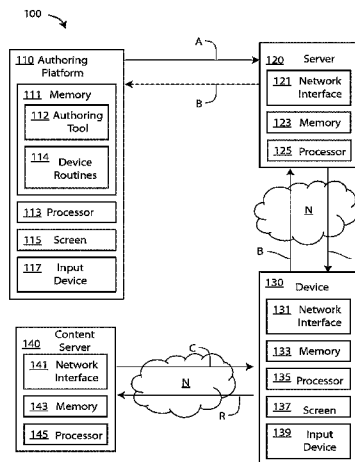 100
110 Authoring
Platform
111 Memory
112 Authoring
Tool
114 Device
Routines
113 Processor
115 Screen
117 Input
Device
A
B
120 Server
121 Network
Interface
123 Memory
125 Processor
N
B
130 Device
131 Network
Interface
133 Memory
135 Processor
137 Screen
139 Input
Device
140 Content
Server
141 Network
Interface
143 Memory
145 Processor
C
N
R